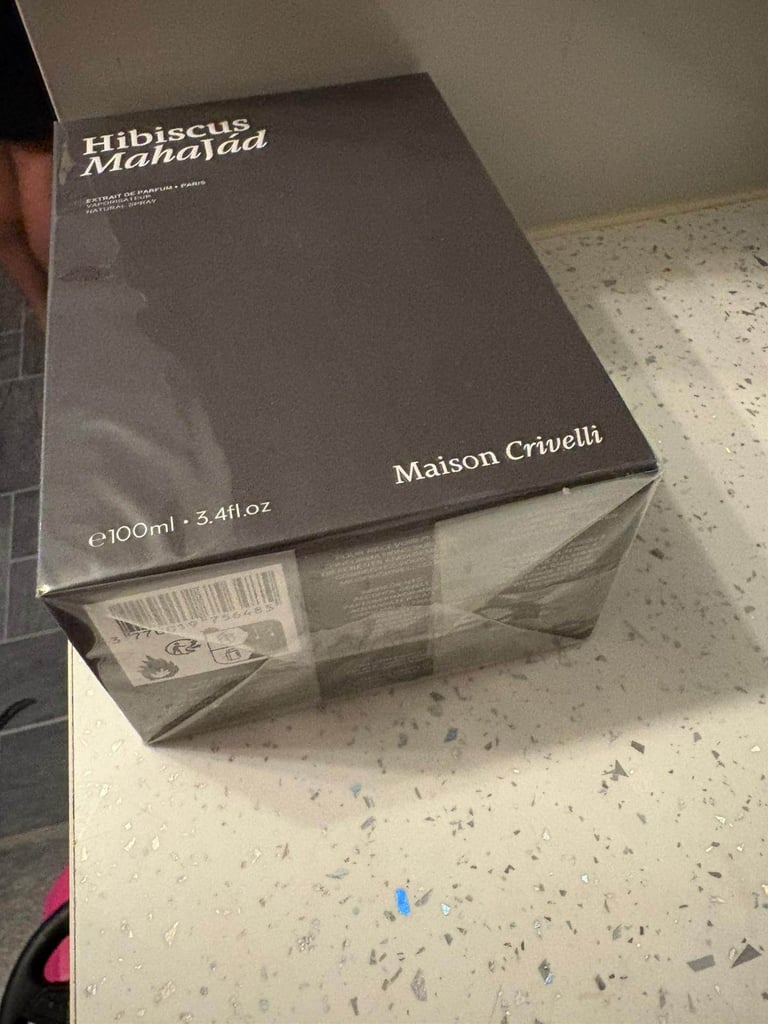 Hibiscus
MahaJád
EXTRAIT DE PARFUM • PARIS
VAPORISATEUR
NATURAL SPRAY
Maison Crivelli
℮100ml • 3.4fl.oz